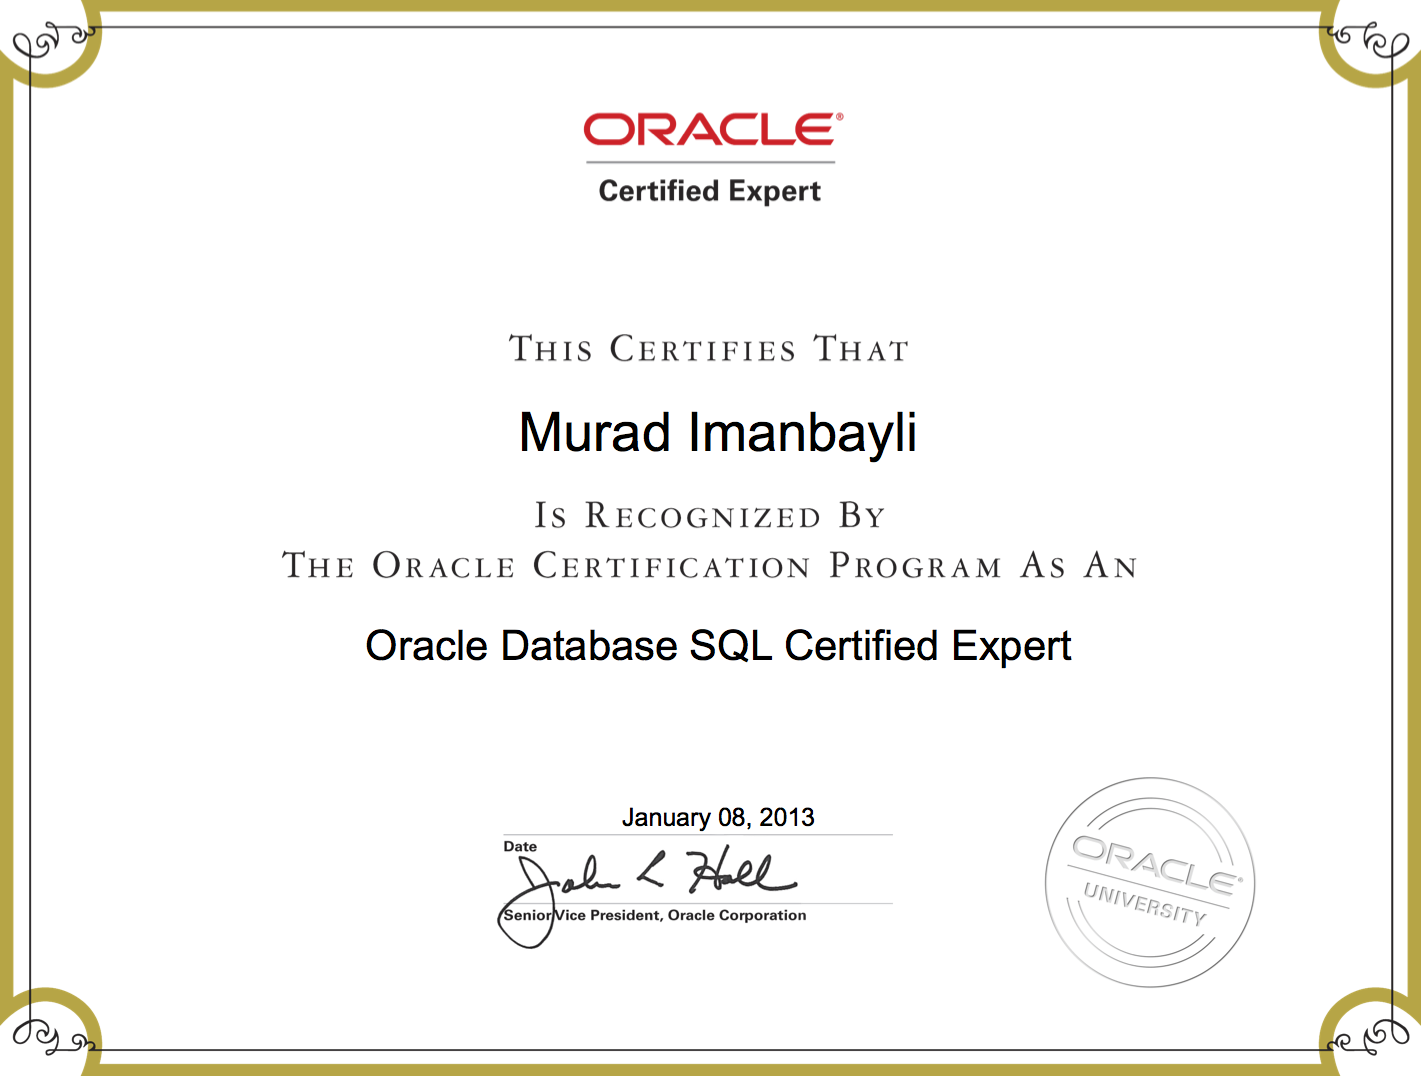 ORACLE®
Certified Expert
THIS CERTIFIES THAT
Murad Imanbayli
IS RECOGNIZED BY
THE ORACLE CERTIFICATION PROGRAM AS AN
Oracle Database SQL Certified Expert
January 08, 2013
Date
John L Hall
Senior Vice President, Oracle Corporation
ORACLE
UNIVERSITY